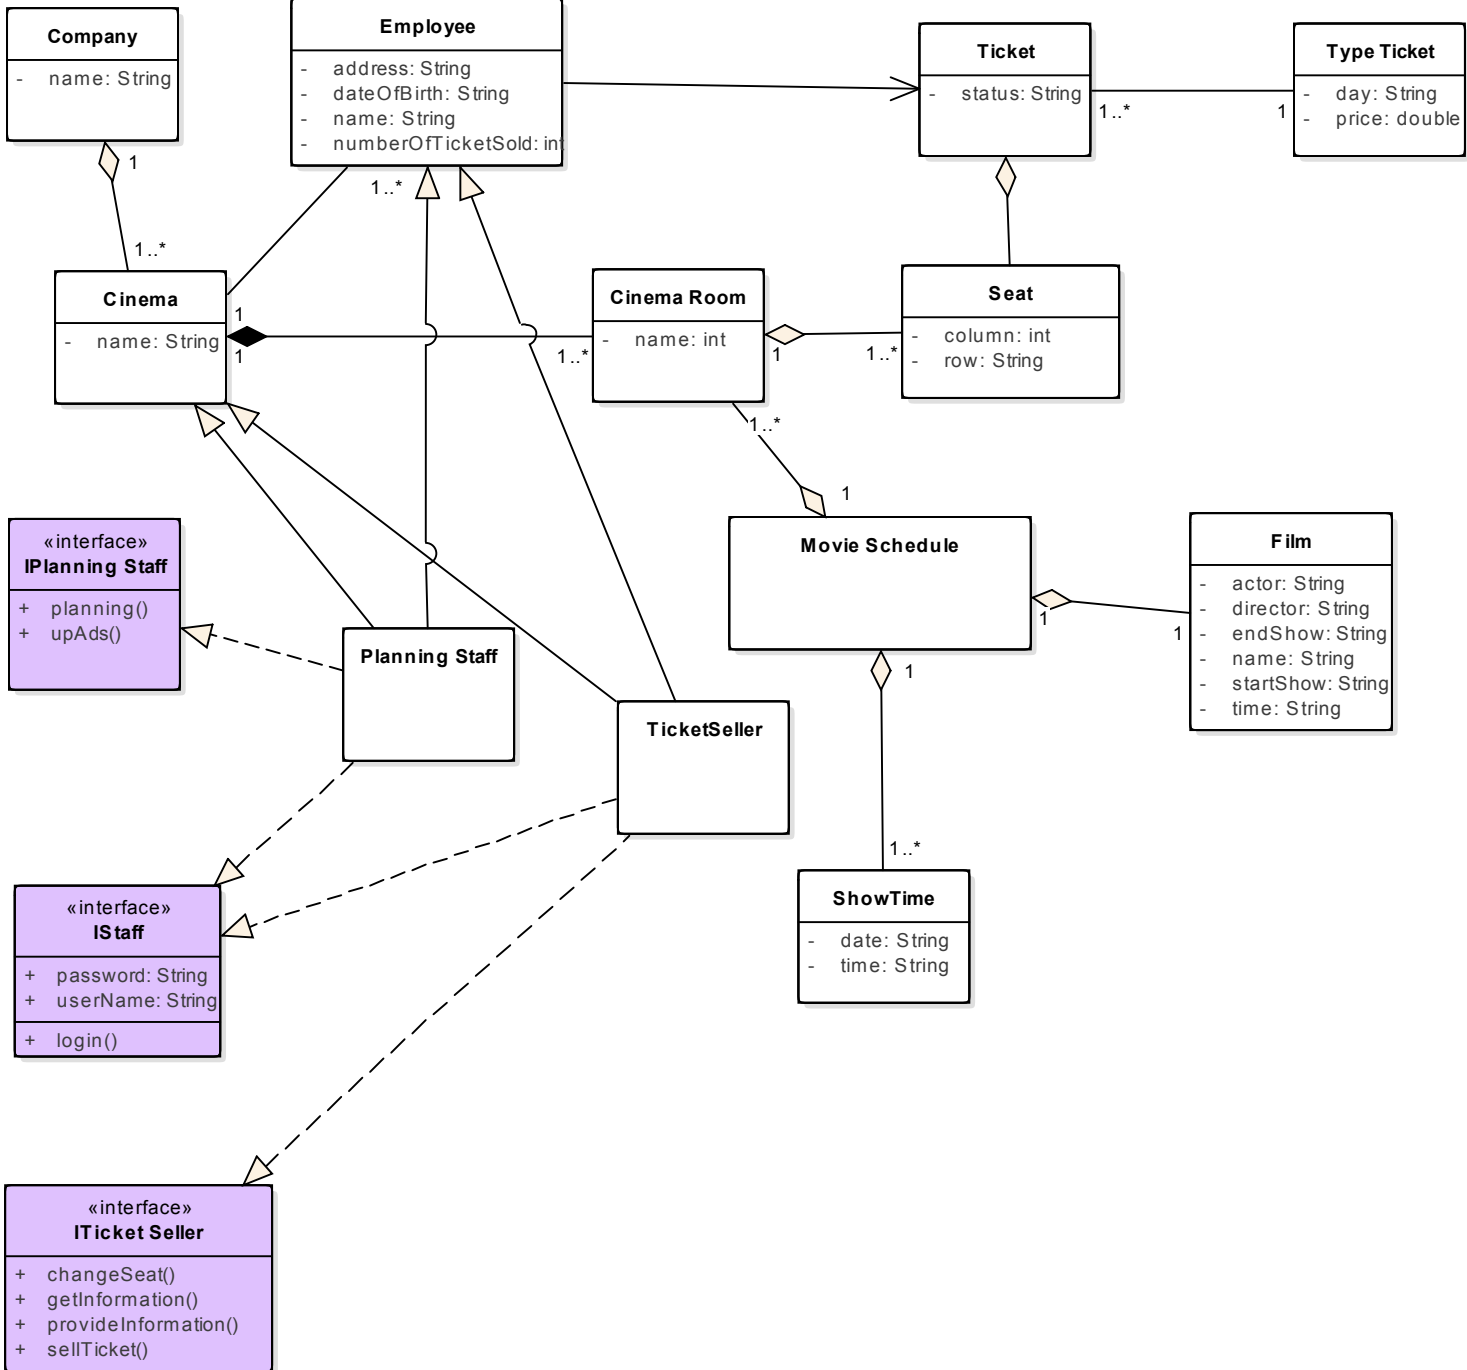 Company
- name: String
Employee
- address: String
- dateOfBirth: String
- name: String
- numberOfTicketSold: int
Ticket
- status: String
Type Ticket
- day: String
- price: double
1..*
1
1
1..*
1..*
Cinema
- name: String
1
1
1..*
Cinema Room
- name: int
1
1..*
Seat
- column: int
- row: String
1..*
1
Movie Schedule
1
1
Film
- actor: String
- director: String
- endShow: String
- name: String
- startShow: String
- time: String
«interface»
IPlanning Staff
+ planning()
+ upAds()
Planning Staff
TicketSeller
1
1..*
ShowTime
- date: String
- time: String
«interface»
IStaff
+ password: String
+ userName: String
+ login()
«interface»
ITicket Seller
+ changeSeat()
+ getInformation()
+ provideInformation()
+ sellTicket()